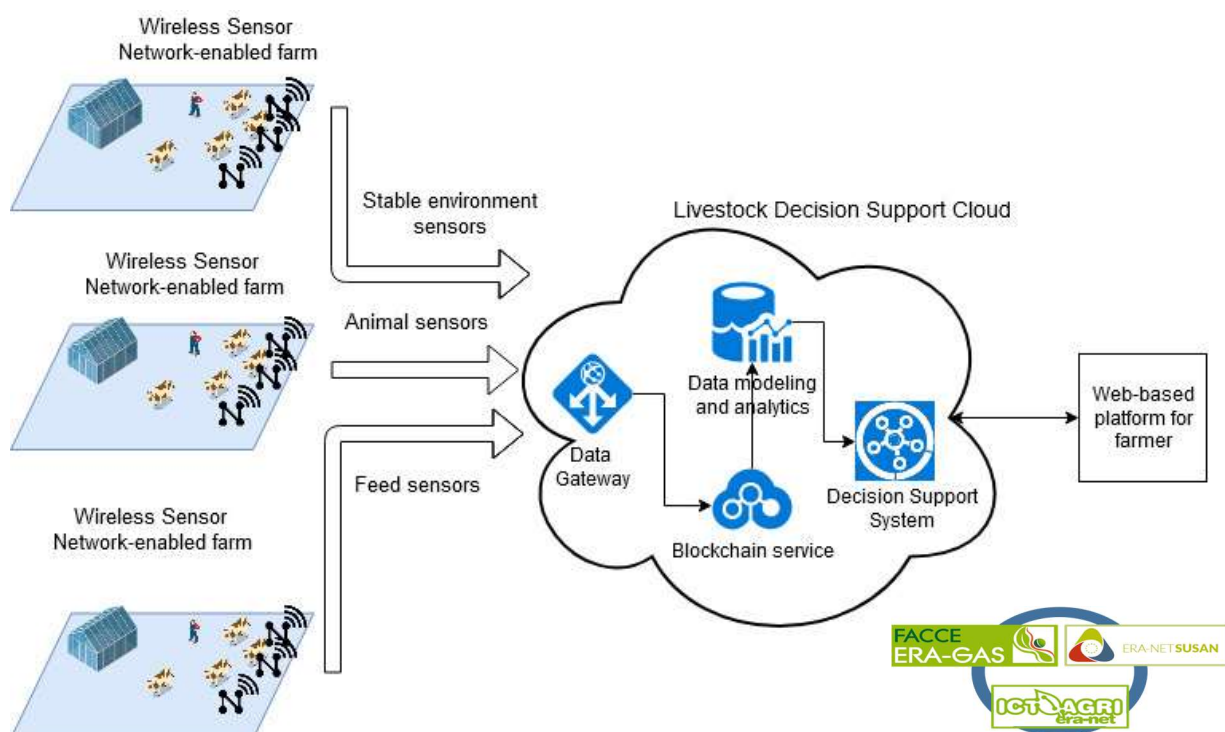 Wireless Sensor
Network-enabled farm
Stable environment
sensors
Livestock Decision Support Cloud
Wireless Sensor
Network-enabled farm
Animal sensors
Data modeling
and analytics
Web-based
platform for
farmer
Data
Gateway
Feed sensors
Decision Support
System
Wireless Sensor
Network-enabled farm
Blockchain service
FACCE
ERA-GAS
ERA-NET SUSAN
ICT AGRI
era-net